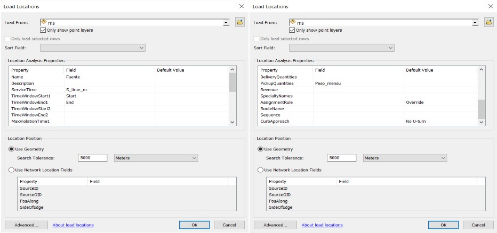 Load Locations
Load From: ms
Only show point layers
Only load selected rows
Sort Field:
Location Analysis Properties:
Property Field Default Value
Name Fuente
Description
ServiceTime S_time_m
TimeWindowStart1 Start
TimeWindowEnd1 End
TimeWindowStart2
TimeWindowEnd2
MaxViolationTime1
Location Position
Use Geometry
Search Tolerance: 5000 Meters
Use Network Location Fields
Property Field
SourceID
SourceOID
PosAlong
SideOfEdge
Advanced... About load locations OK Cancel
Load Locations
Load From: ms
Only show point layers
Only load selected rows
Sort Field:
Location Analysis Properties:
Property Field Default Value
DeliveryQuantities
PickupQuantities Peso_mensu
Revenue
SpecialtyNames
AssignmentRule Override
RouteName
Sequence
CurbApproach No U-turn
Location Position
Use Geometry
Search Tolerance: 5000 Meters
Use Network Location Fields
Property Field
SourceID
SourceOID
PosAlong
SideOfEdge
Advanced... About load locations OK Cancel